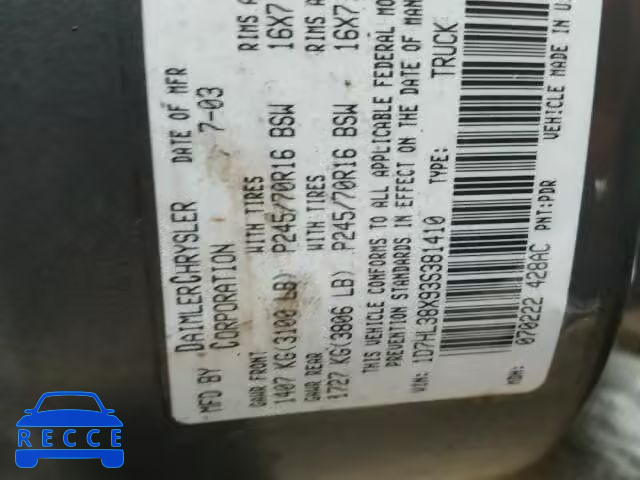 MFD BY DAIMLERCHRYSLER CORPORATION DATE OF MFR 7-03
GAWR FRONT WITH TIRES RIMS A
1407 KG(3100 LB) P245/70R16 BSW 16X7
GAWR REAR WITH TIRES RIMS A
1727 KG(3806 LB) P245/70R16 BSW 16X7
THIS VEHICLE CONFORMS TO ALL APPLICABLE FEDERAL MO
PREVENTION STANDARDS IN EFFECT ON THE DATE OF MAN
VIN: 1D7HL38X93S381410 TYPE: TRUCK
MDH: 070222 428AC PNT:PDR VEHICLE MADE IN U.
RECCE